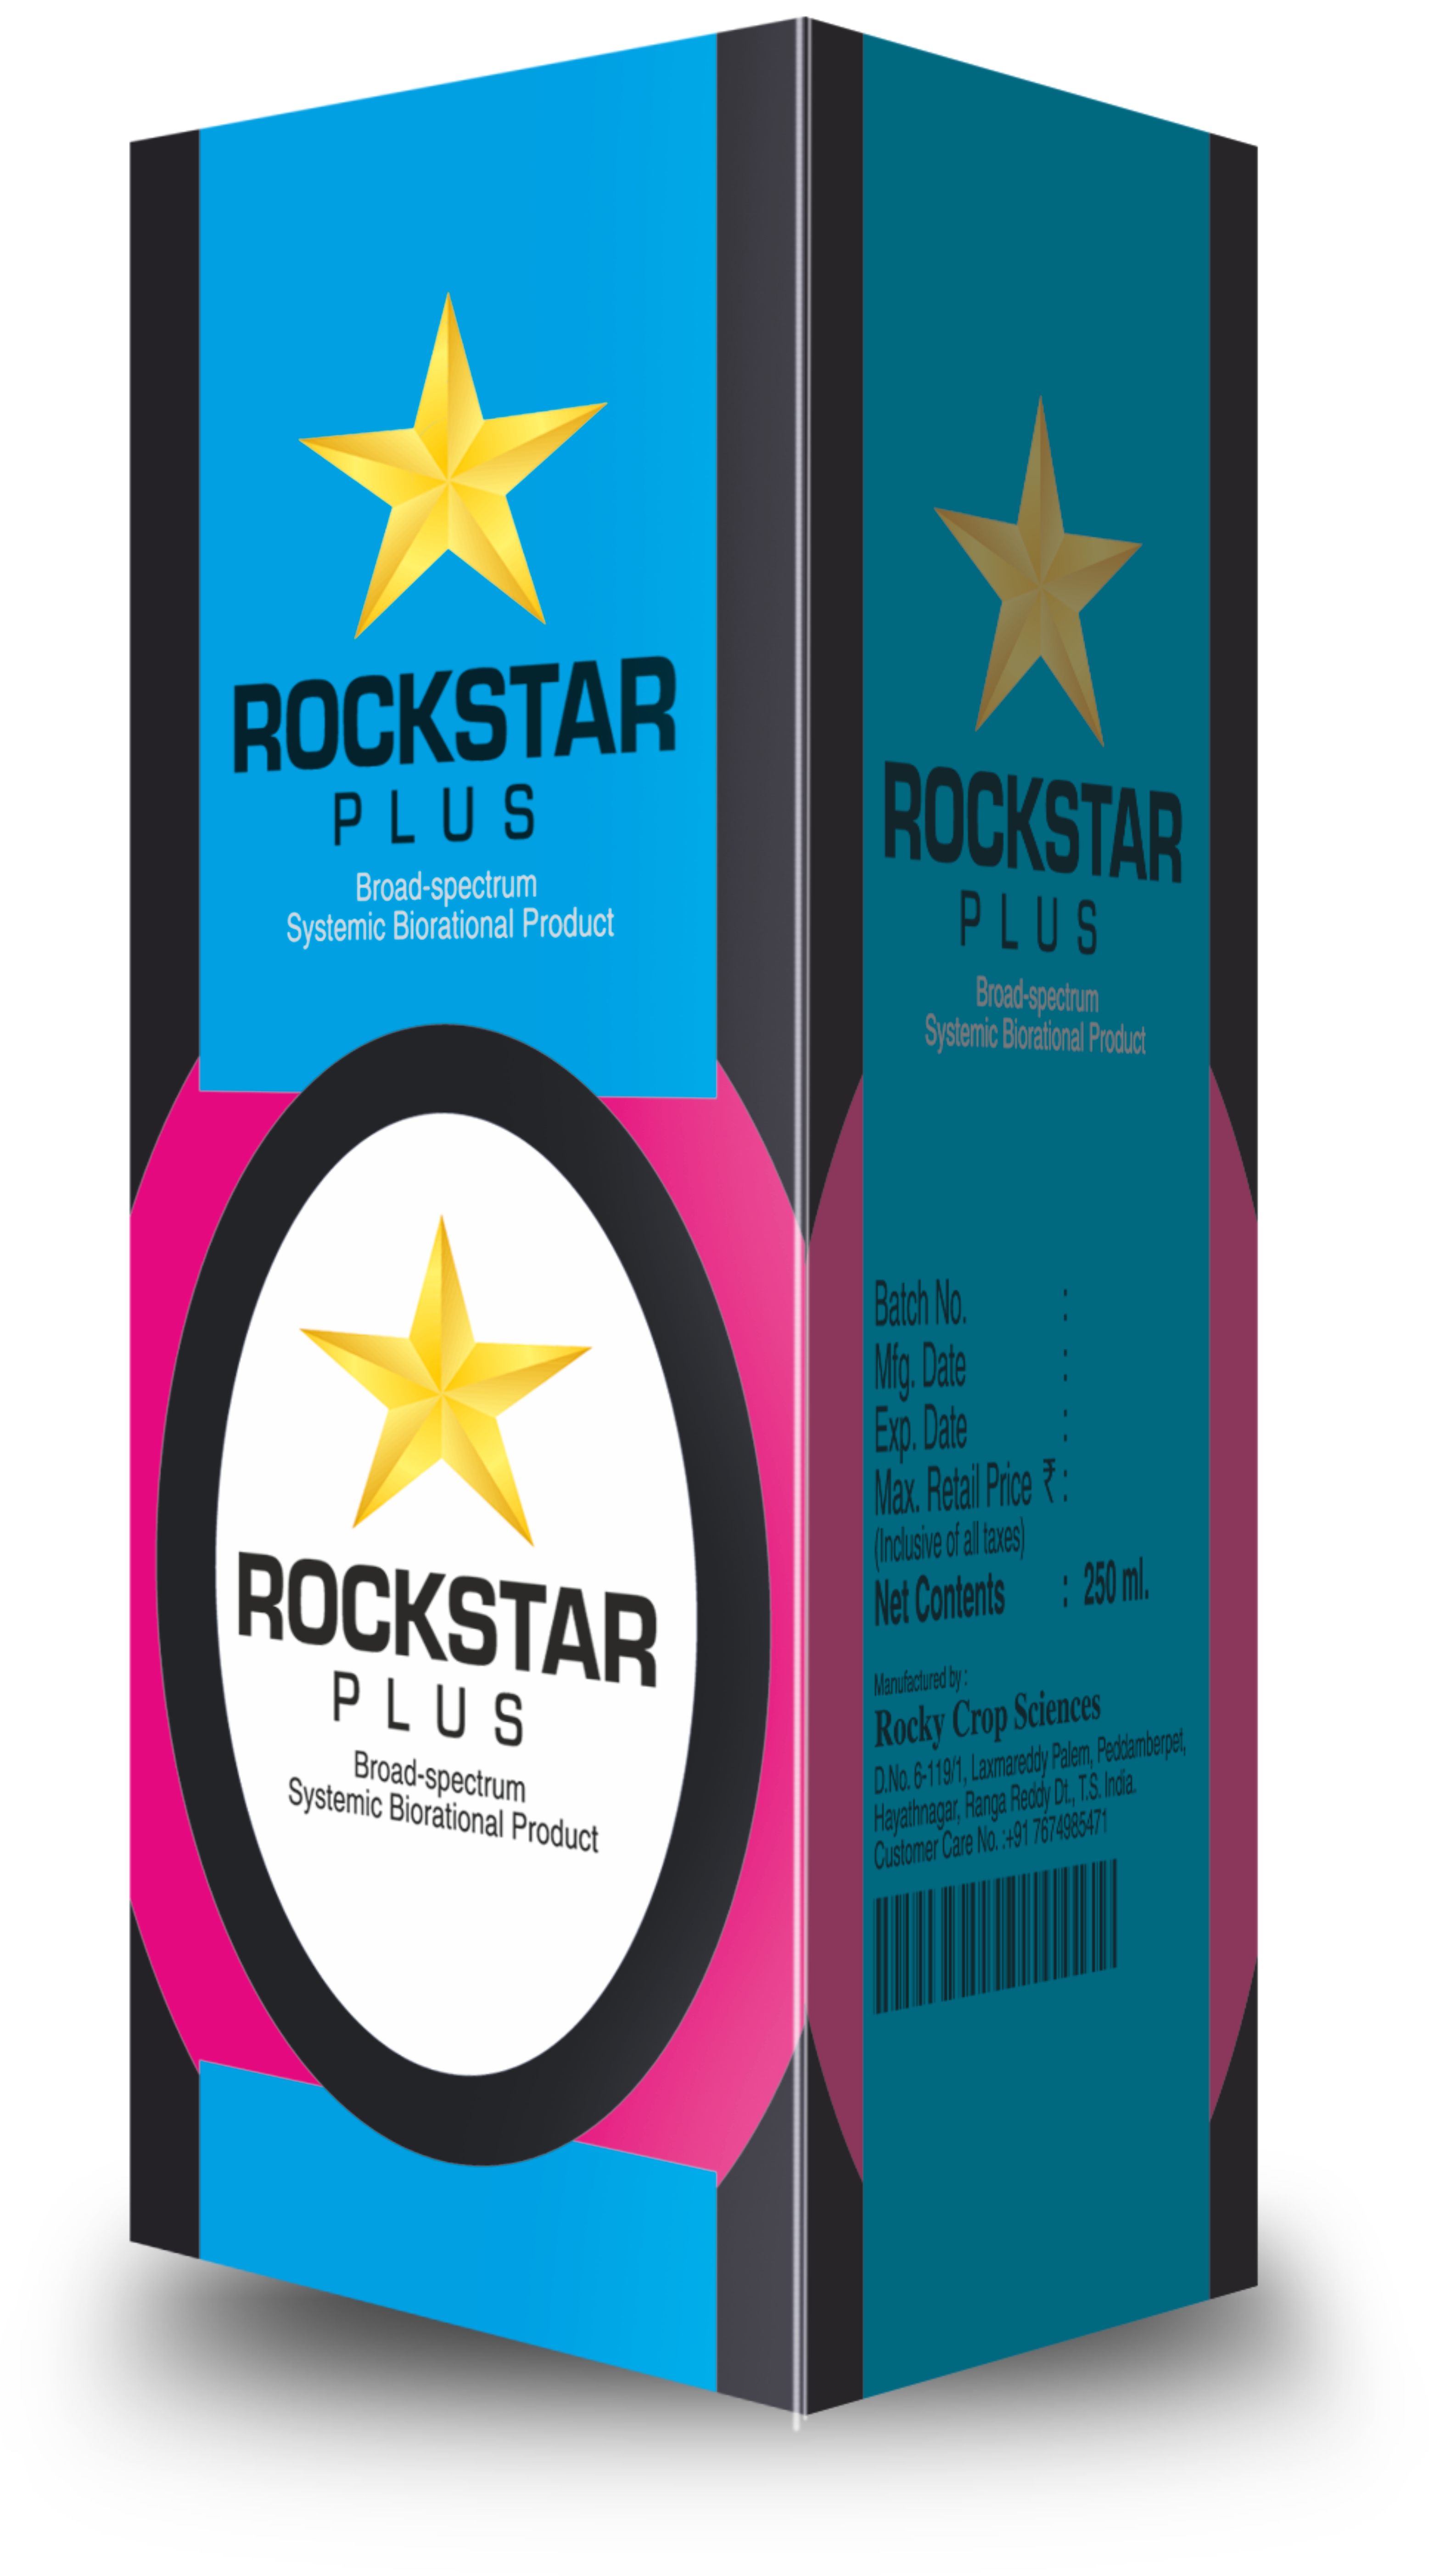 ROCKSTAR
PLUS
Broad-spectrum
Systemic Biorational Product
ROCKSTAR
PLUS
Broad-spectrum
Systemic Biorational Product
ROCKSTAR
PLUS
Broad-spectrum
Systemic Biorational Product
Batch No. :
Mfg. Date :
Exp. Date :
Max. Retail Price ₹ :
(Inclusive of all taxes)
Net Contents : 250 ml.
Manufactured by :
Rocky Crop Sciences
D.No. 6-119/1, Laxmareddy Palem, Peddamberpet,
Hayathnagar, Ranga Reddy Dt., T.S. India.
Customer Care No. :+91 7674985471